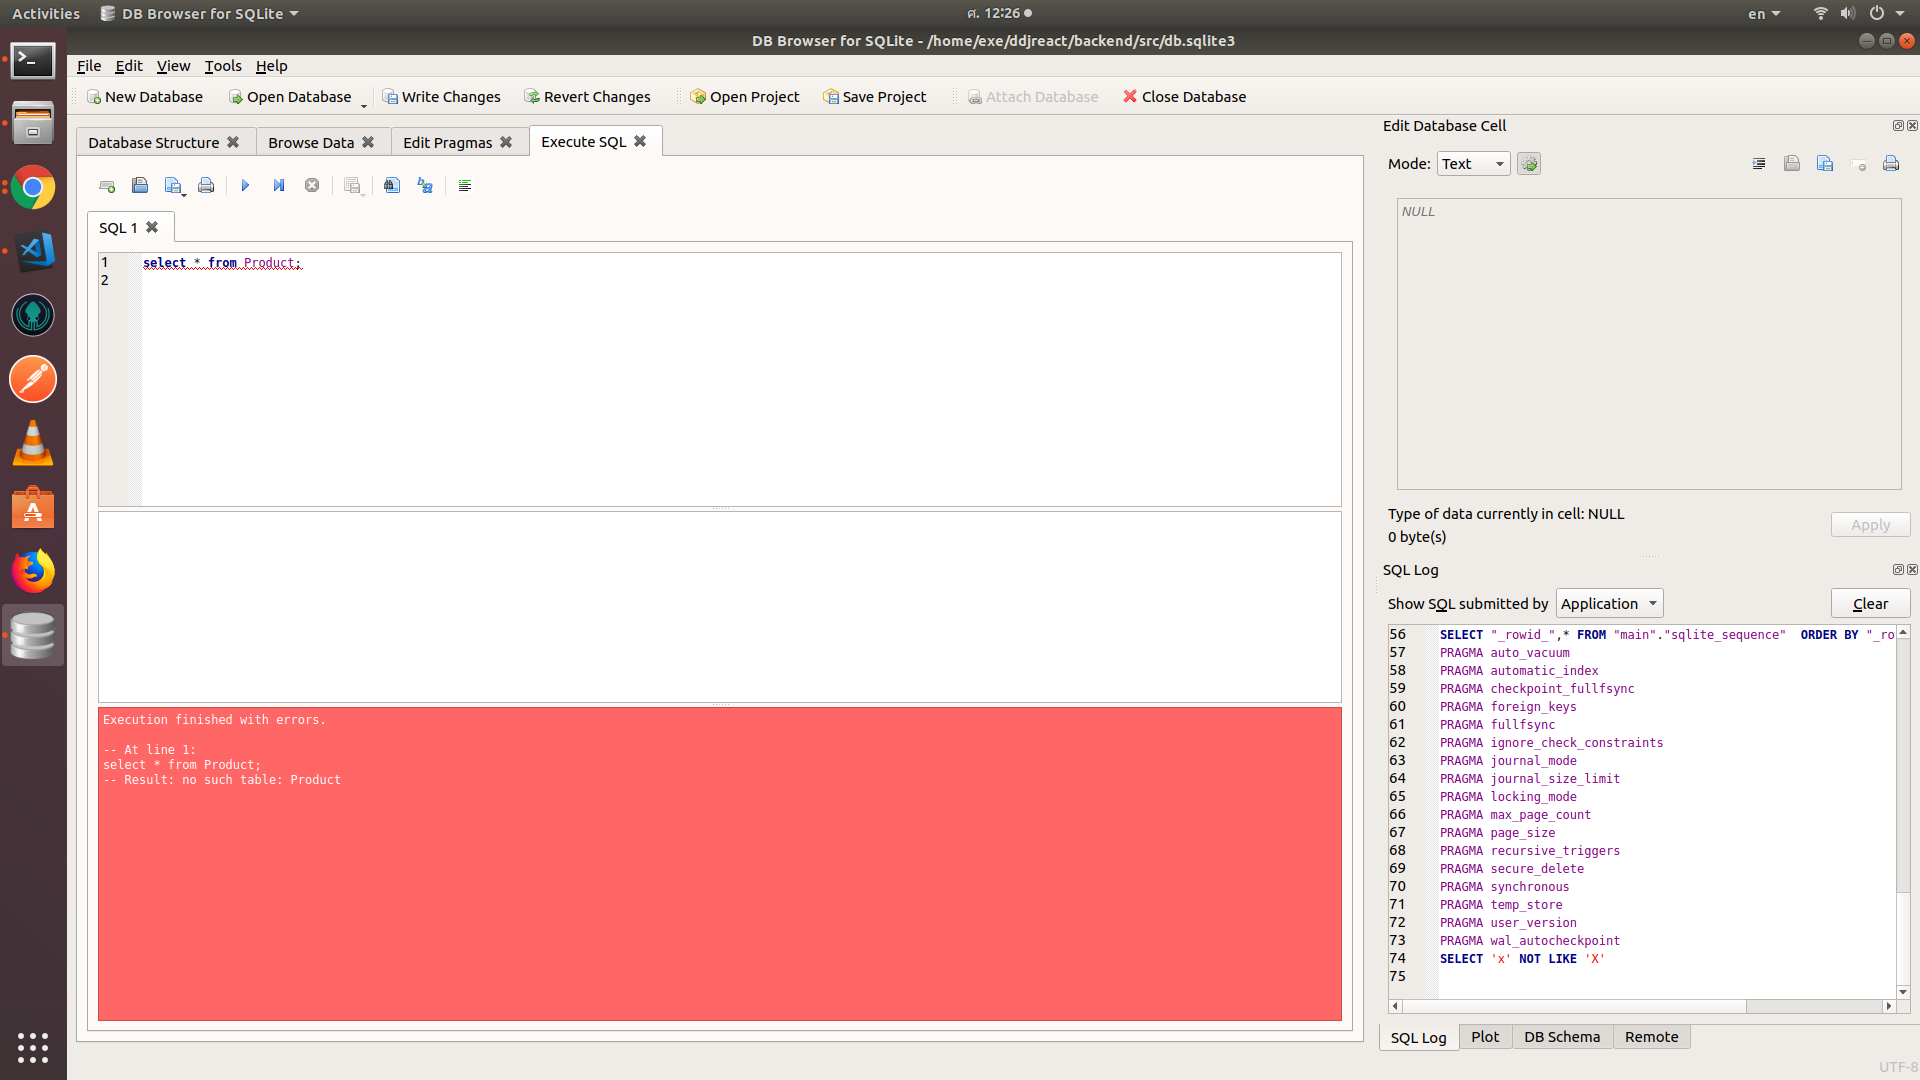 Activities
DB Browser for SQLite
ศ. 12:26
en
DB Browser for SQLite - /home/exe/ddjreact/backend/src/db.sqlite3
File Edit View Tools Help
New Database Open Database Write Changes Revert Changes Open Project Save Project Attach Database Close Database
Database Structure Browse Data Edit Pragmas Execute SQL
SQL 1
1 select * from Product;
2
Execution finished with errors.
-- At line 1:
select * from Product;
-- Result: no such table: Product
Edit Database Cell
Mode: Text
NULL
Type of data currently in cell: NULL
0 byte(s)
Apply
SQL Log
Show SQL submitted by Application Clear
56 SELECT "_rowid_",* FROM "main"."sqlite_sequence" ORDER BY "_ro
57 PRAGMA auto_vacuum
58 PRAGMA automatic_index
59 PRAGMA checkpoint_fullfsync
60 PRAGMA foreign_keys
61 PRAGMA fullfsync
62 PRAGMA ignore_check_constraints
63 PRAGMA journal_mode
64 PRAGMA journal_size_limit
65 PRAGMA locking_mode
66 PRAGMA max_page_count
67 PRAGMA page_size
68 PRAGMA recursive_triggers
69 PRAGMA secure_delete
70 PRAGMA synchronous
71 PRAGMA temp_store
72 PRAGMA user_version
73 PRAGMA wal_autocheckpoint
74 SELECT 'x' NOT LIKE 'X'
75
SQL Log Plot DB Schema Remote
UTF-8